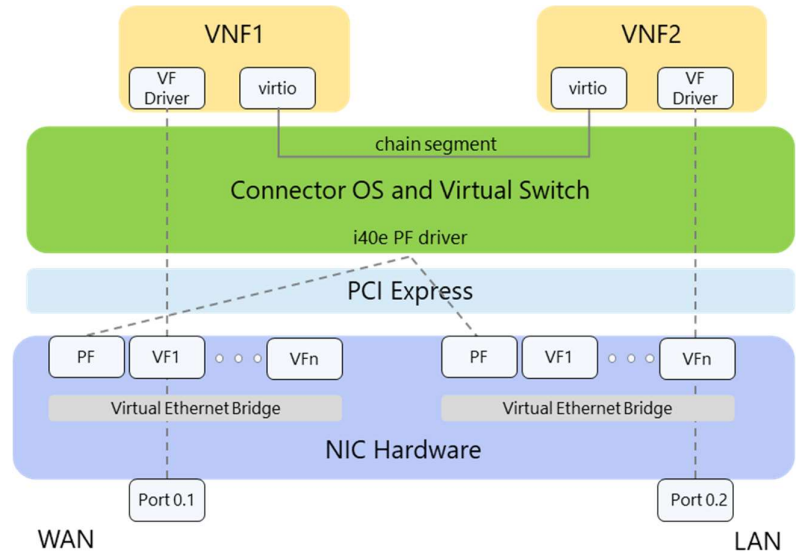 VNF1
VNF2
VF
Driver
virtio
virtio
VF
Driver
chain segment
Connector OS and Virtual Switch
i40e PF driver
PCI Express
PF
VF1
VFn
PF
VF1
VFn
Virtual Ethernet Bridge
Virtual Ethernet Bridge
NIC Hardware
Port 0.1
Port 0.2
WAN
LAN